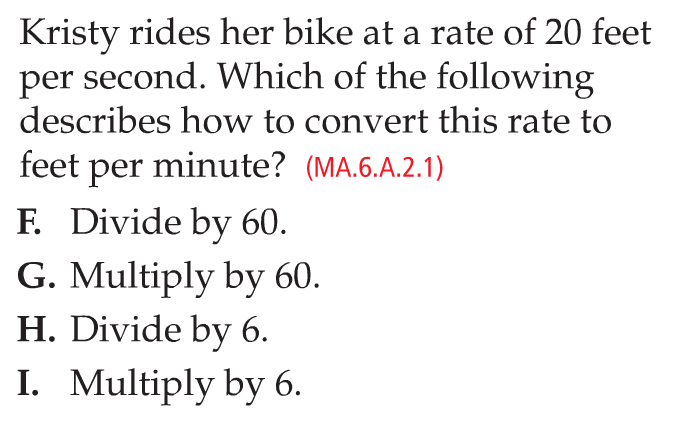 Kristy rides her bike at a rate of 20 feet
per second. Which of the following
describes how to convert this rate to
feet per minute? (MA.6.A.2.1)
F. Divide by 60.
G. Multiply by 60.
H. Divide by 6.
I. Multiply by 6.